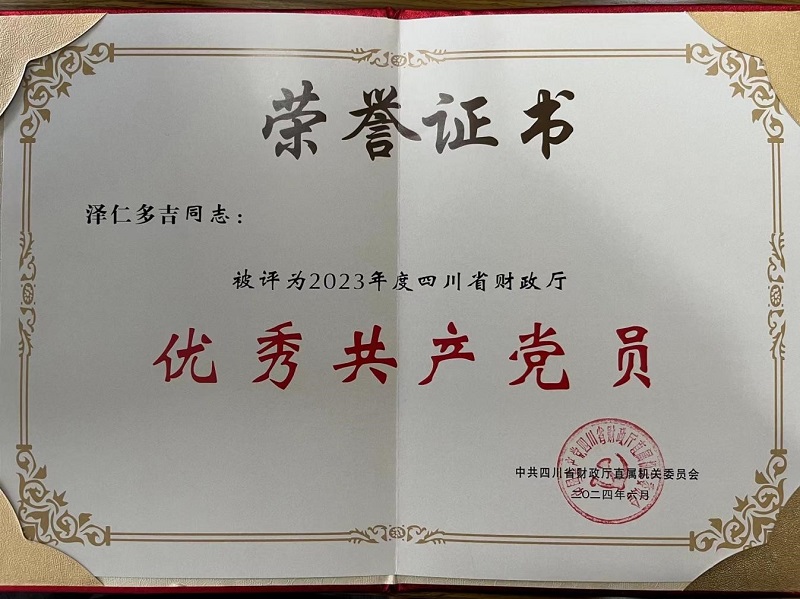 荣誉证书
泽仁多吉同志：
被评为2023年度四川省财政厅
优秀共产党员
中共四川省财政厅直属机关委员会
二〇二四年六月